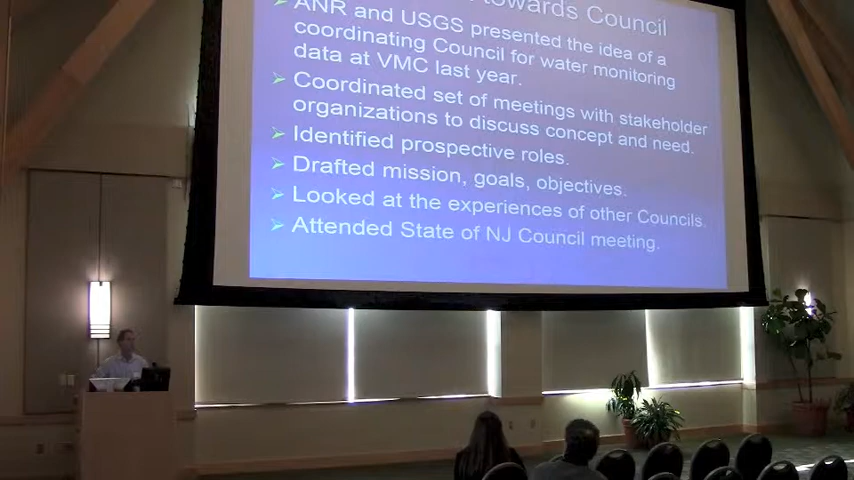 towards Council
ANR and USGS presented the idea of a
coordinating Council for water monitoring
data at VMC last year.
Coordinated set of meetings with stakeholder
organizations to discuss concept and need.
Identified prospective roles.
Drafted mission, goals, objectives.
Looked at the experiences of other Councils.
Attended State of NJ Council meeting.